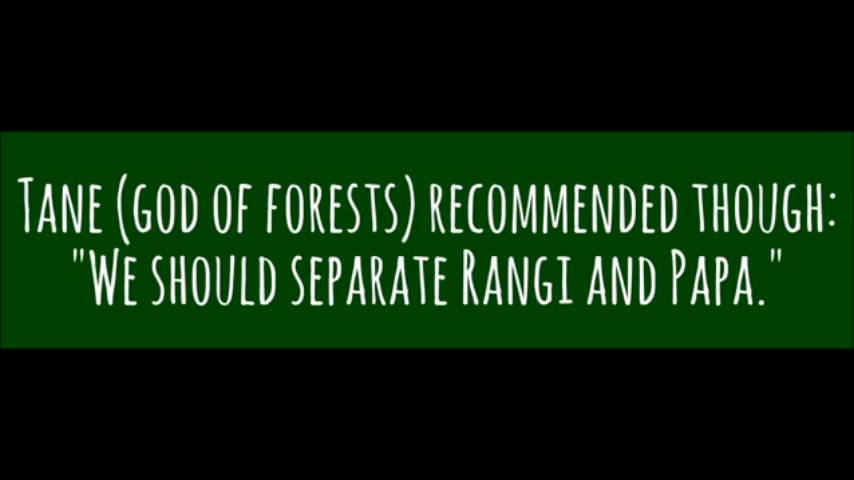 Tane (god of forests) recommended though:
"We should separate Rangi and Papa."